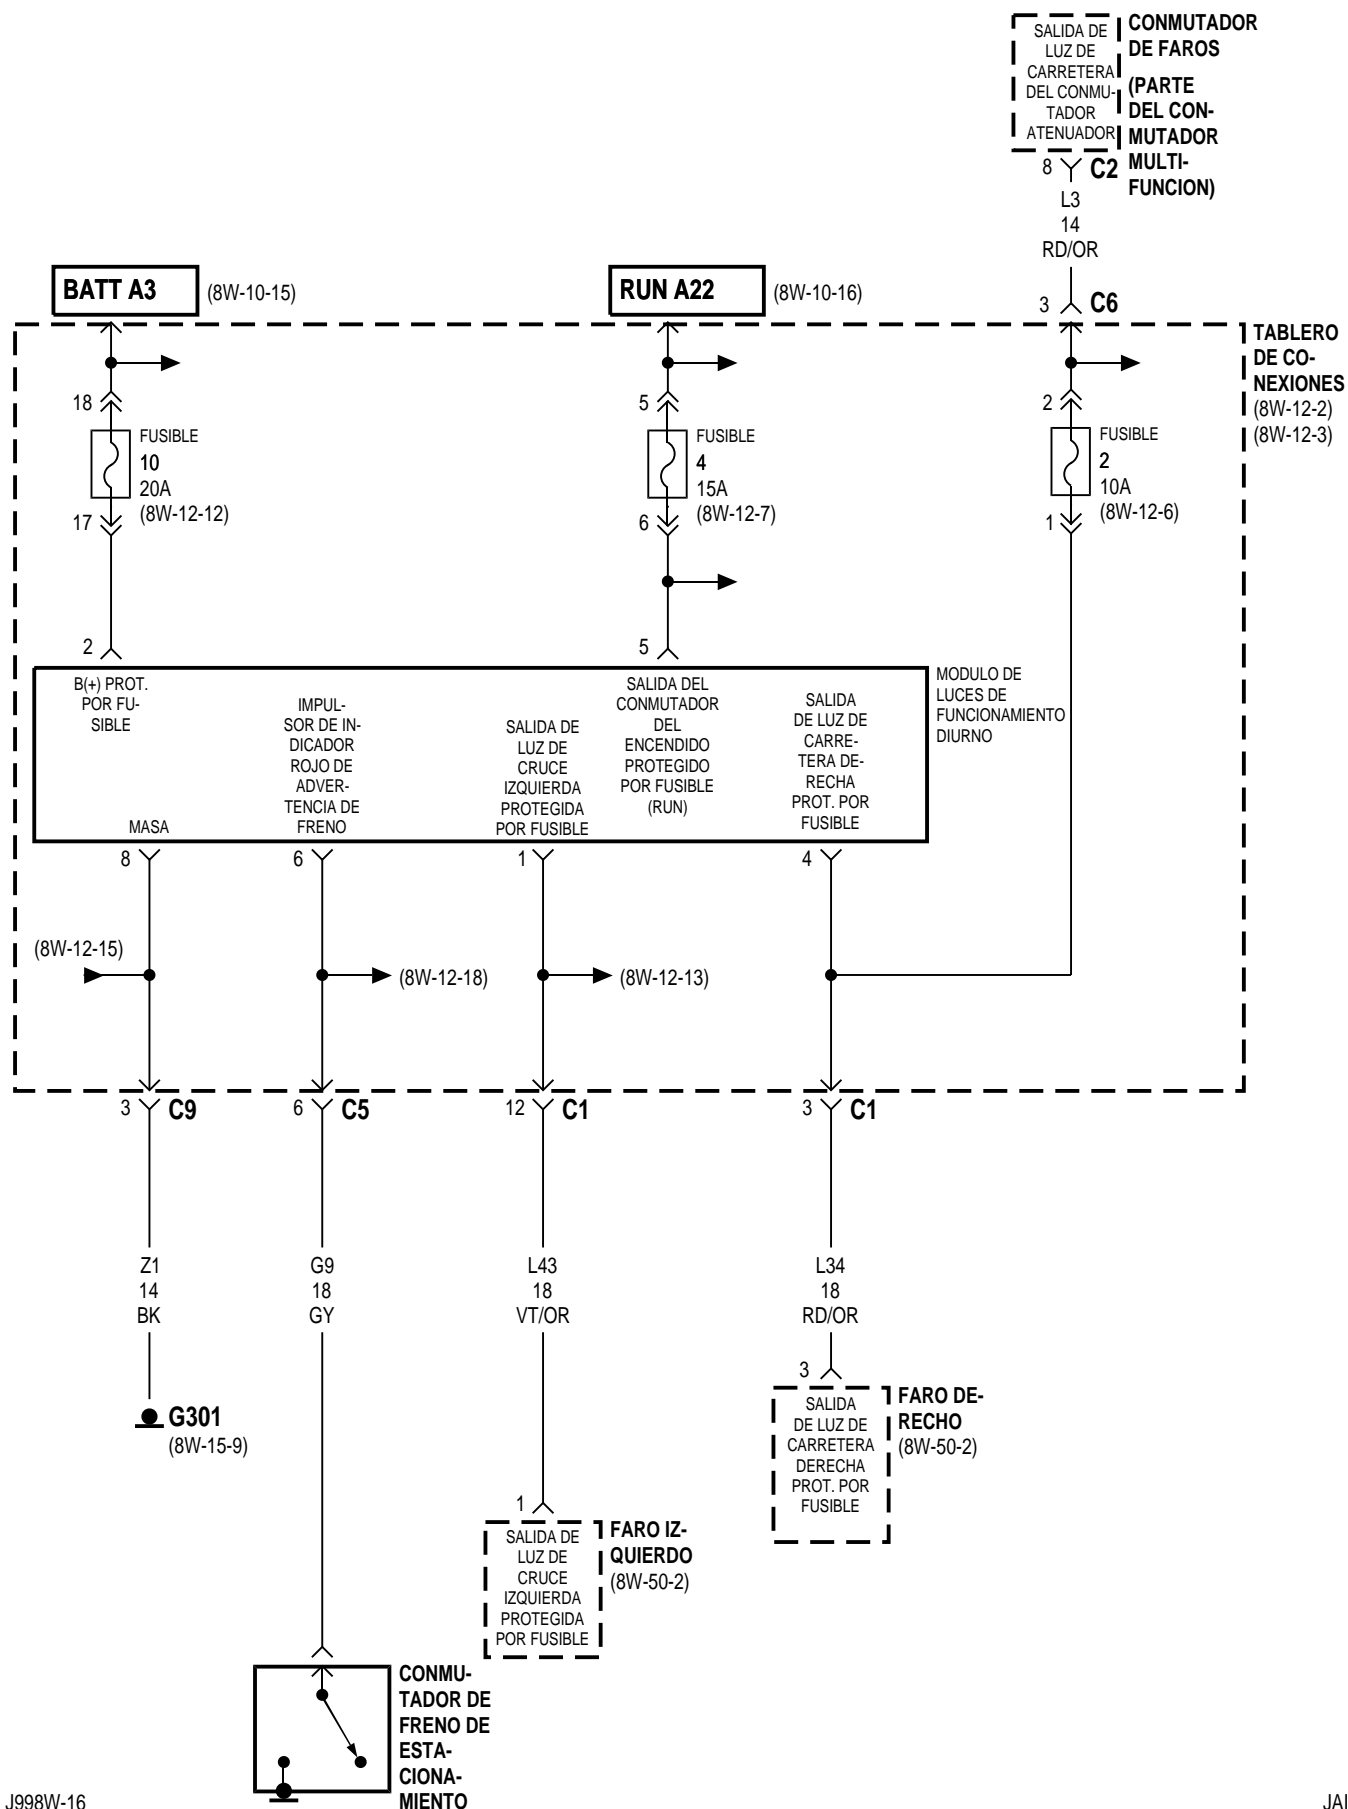 SALIDA DE
LUZ DE
CARRETERA
DEL CONMU-
TADOR
ATENUADOR
CONMUTADOR
DE FAROS
(PARTE
DEL CON-
MUTADOR
MULTI-
FUNCION)
8 C2
L3
14
RD/OR
BATT A3 (8W-10-15)
RUN A22 (8W-10-16)
3 C6
TABLERO
DE CO-
NEXIONES
(8W-12-2)
(8W-12-3)
18
FUSIBLE
10
20A
(8W-12-12)
17
5
FUSIBLE
4
15A
(8W-12-7)
6
2
FUSIBLE
2
10A
(8W-12-6)
1
2
5
B(+) PROT.
POR FU-
SIBLE
MASA
IMPUL-
SOR DE IN-
DICADOR
ROJO DE
ADVER-
TENCIA DE
FRENO
SALIDA DE
LUZ DE
CRUCE
IZQUIERDA
PROTEGIDA
POR FUSIBLE
SALIDA DEL
CONMUTADOR
DEL
ENCENDIDO
PROTEGIDO
POR FUSIBLE
(RUN)
SALIDA
DE LUZ DE
CARRE-
TERA DE-
RECHA
PROT. POR
FUSIBLE
MODULO DE
LUCES DE
FUNCIONAMIENTO
DIURNO
8
6
1
4
(8W-12-15)
(8W-12-18)
(8W-12-13)
3 C9
6 C5
12 C1
3 C1
Z1
14
BK
G9
18
GY
L43
18
VT/OR
L34
18
RD/OR
G301
(8W-15-9)
3
SALIDA
DE LUZ DE
CARRETERA
DERECHA
PROT. POR
FUSIBLE
FARO DE-
RECHO
(8W-50-2)
1
SALIDA DE
LUZ DE
CRUCE
IZQUIERDA
PROTEGIDA
POR FUSIBLE
FARO IZ-
QUIERDO
(8W-50-2)
CONMU-
TADOR DE
FRENO DE
ESTA-
CIONA-
MIENTO
J998W-16